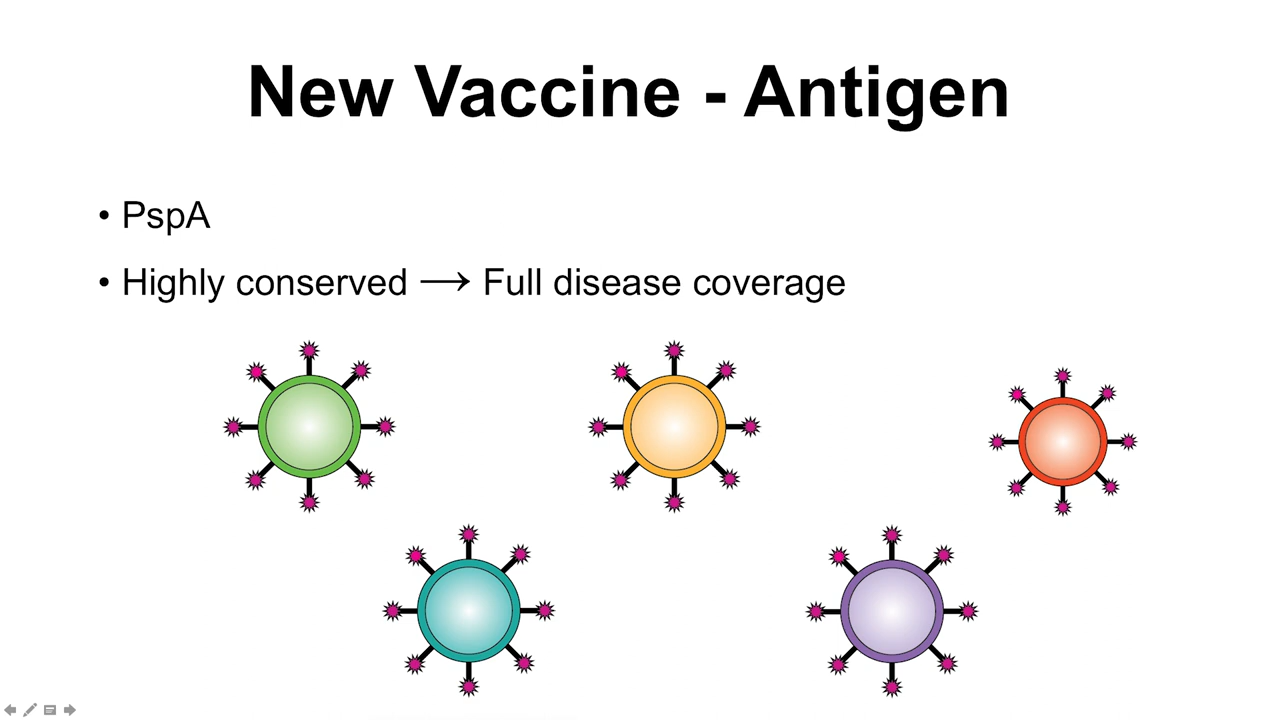 New Vaccine - Antigen
• PspA
• Highly conserved → Full disease coverage